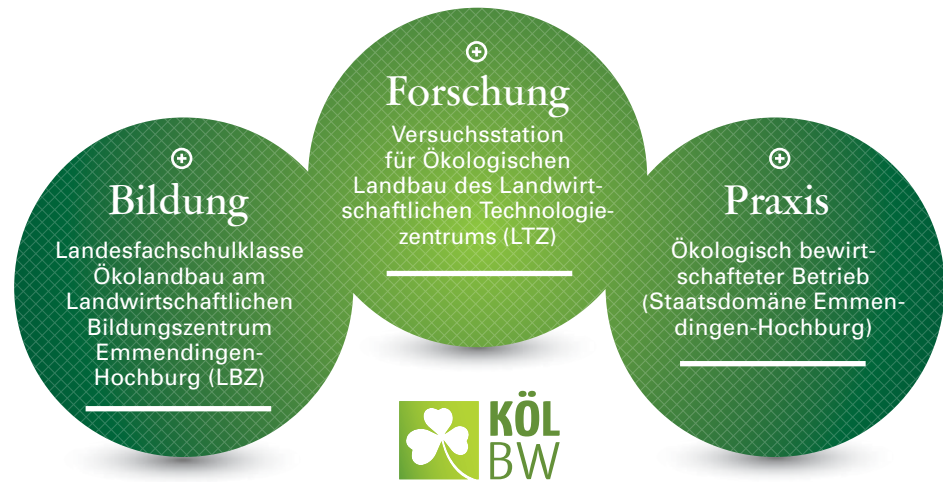 Bildung
Landesfachschulklasse
Ökolandbau am
Landwirtschaftlichen
Bildungszentrum
Emmendingen-
Hochburg (LBZ)
Forschung
Versuchsstation
für Ökologischen
Landbau des Landwirt-
schaftlichen Technologie-
zentrums (LTZ)
Praxis
Ökologisch bewirt-
schafteter Betrieb
(Staatsdomäne Emmen-
dingen-Hochburg)
KÖL
BW